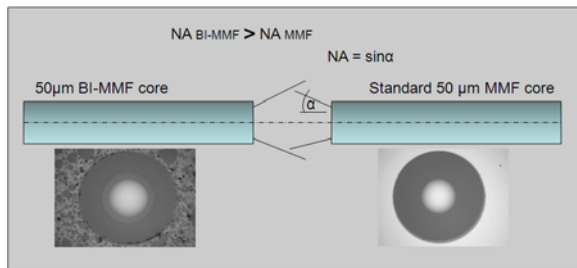 NA BI-MMF > NA MMF
NA = sinα
50µm BI-MMF core
Standard 50 µm MMF core
α